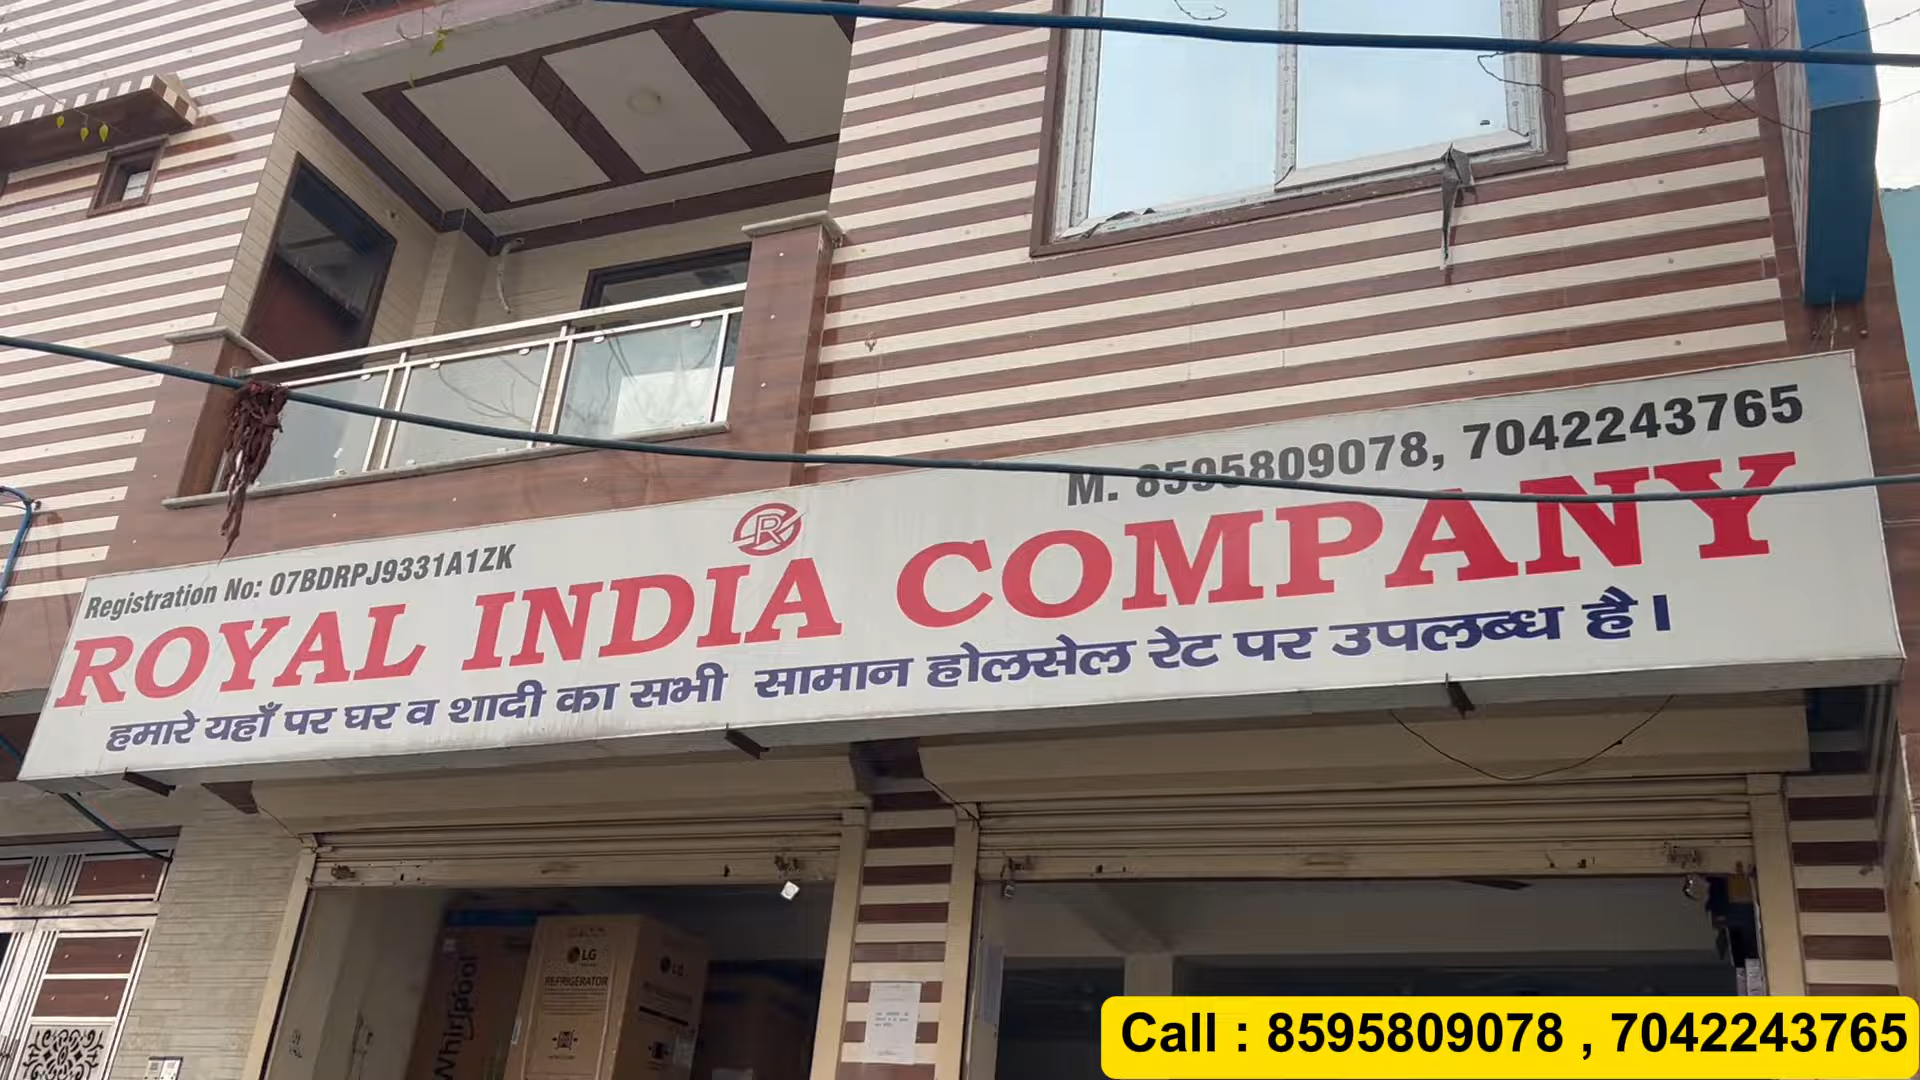 M. 8595809078, 7042243765
Registration No: 07BDRPJ9331A1ZK
R
ROYAL INDIA COMPANY
हमारे यहाँ पर घर व शादी का सभी सामान होलसेल रेट पर उपलब्ध है।
Whirlpool
LG
REFRIGERATOR
LG
Call : 8595809078 , 7042243765